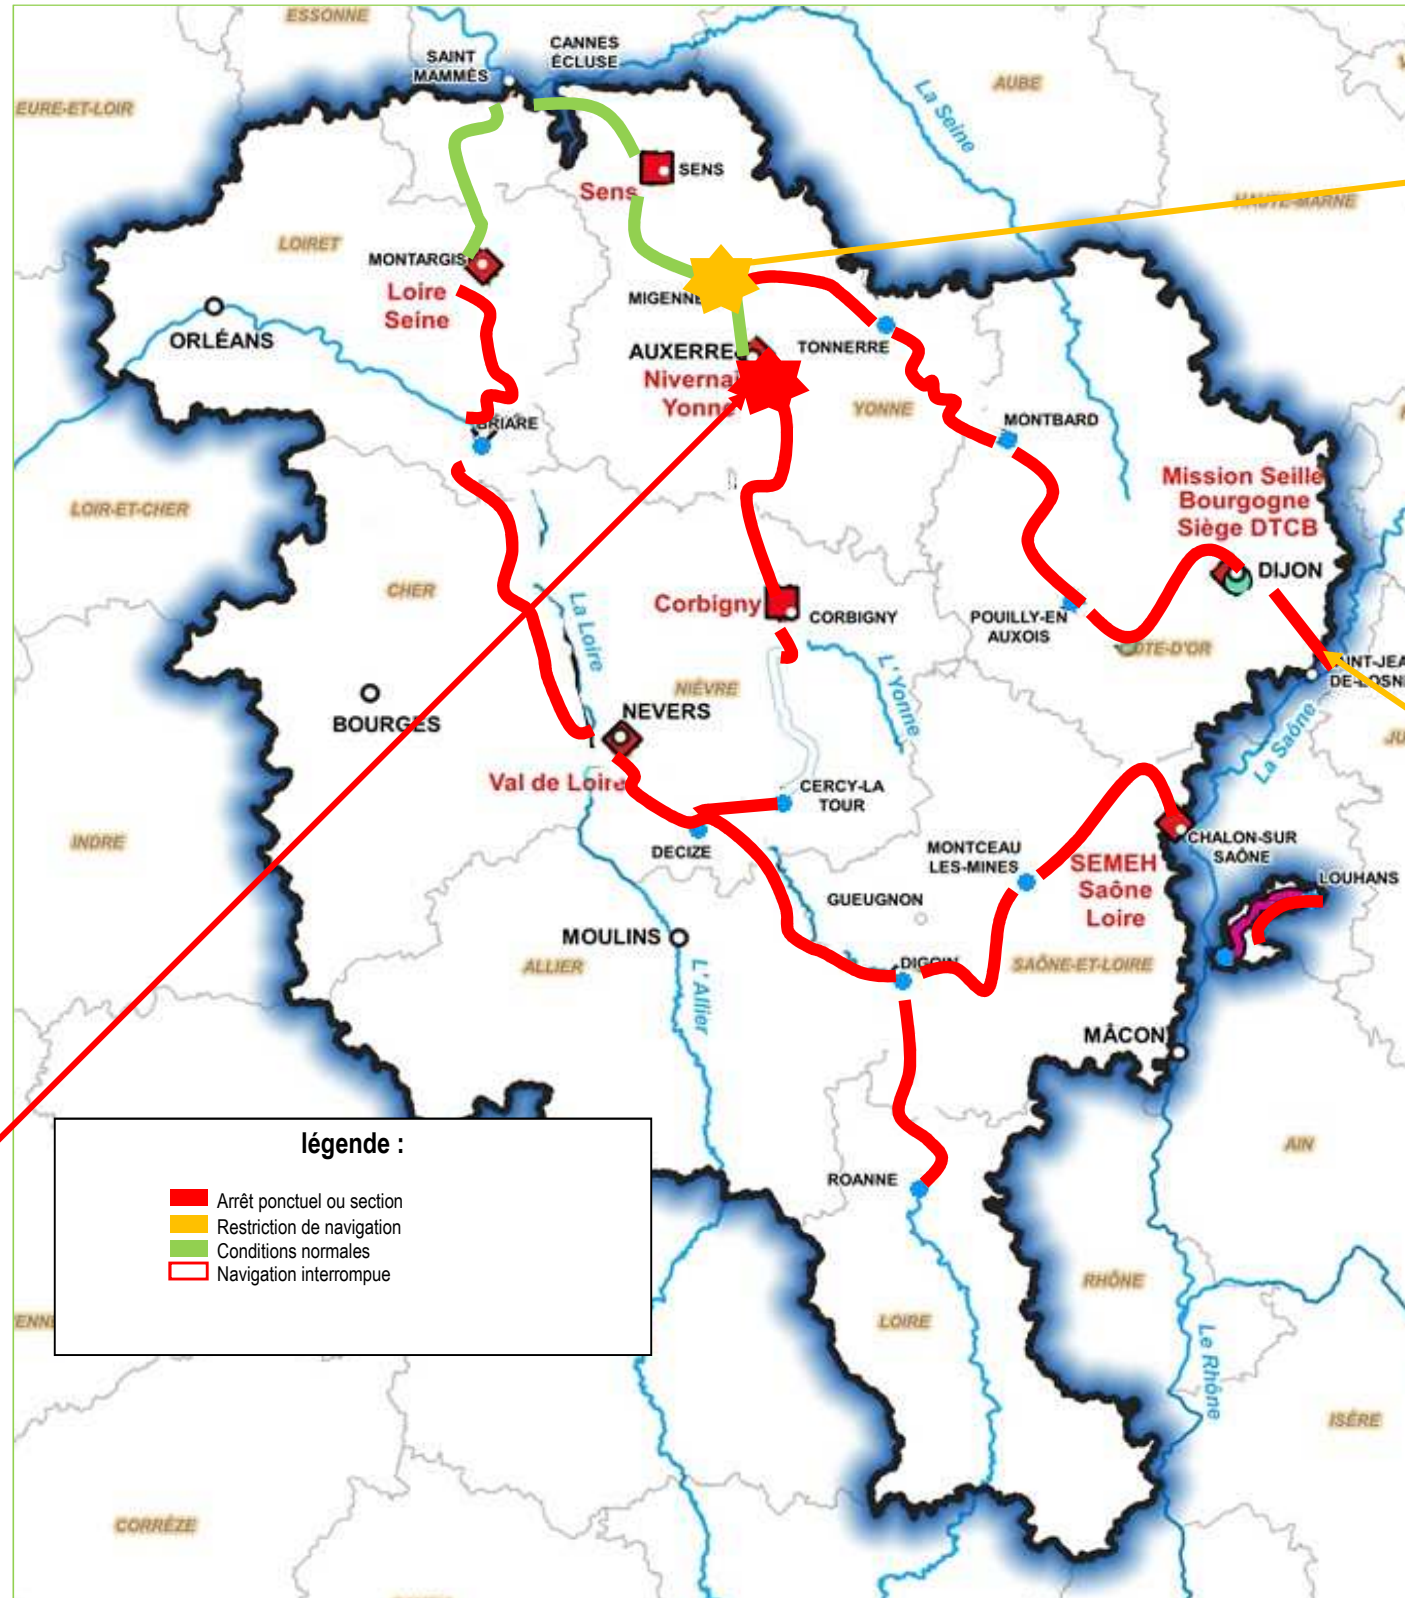 ESSONNE
SAINT
MAMMÈS
CANNES
ÉCLUSE
AUBE
EURE-ET-LOIR
La Seine
SENS
Sens
HAUTE-MARNE
LOIRET
MONTARGIS
Loire
Seine
MIGENNE
ORLÉANS
TONNERRE
AUXERRE
Nivernai
Yonne
YONNE
BRIARE
MONTBARD
Mission Seille
Bourgogne
Siège DTCB
LOIR-ET-CHER
DIJON
CHER
La Loire
Corbigny
CORBIGNY
POUILLY-EN
AUXOIS
CÔTE-D'OR
L'Yonne
NIÈVRE
BOURGES
NEVERS
La Saône
Val de Loire
CERCY-LA
TOUR
INDRE
DECIZE
MONTCEAU
LES-MINES
CHALON-SUR
SAÔNE
SEMEH
Saône
Loire
LOUHANS
GUEUGNON
MOULINS
ALLIER
L'Allier
DIGOIN
SAÔNE-ET-LOIRE
MÂCON
légende :
Arrêt ponctuel ou section
Restriction de navigation
Conditions normales
Navigation interrompue
ROANNE
AIN
RHÔNE
LOIRE
Le Rhône
ISÈRE
CORRÈZE